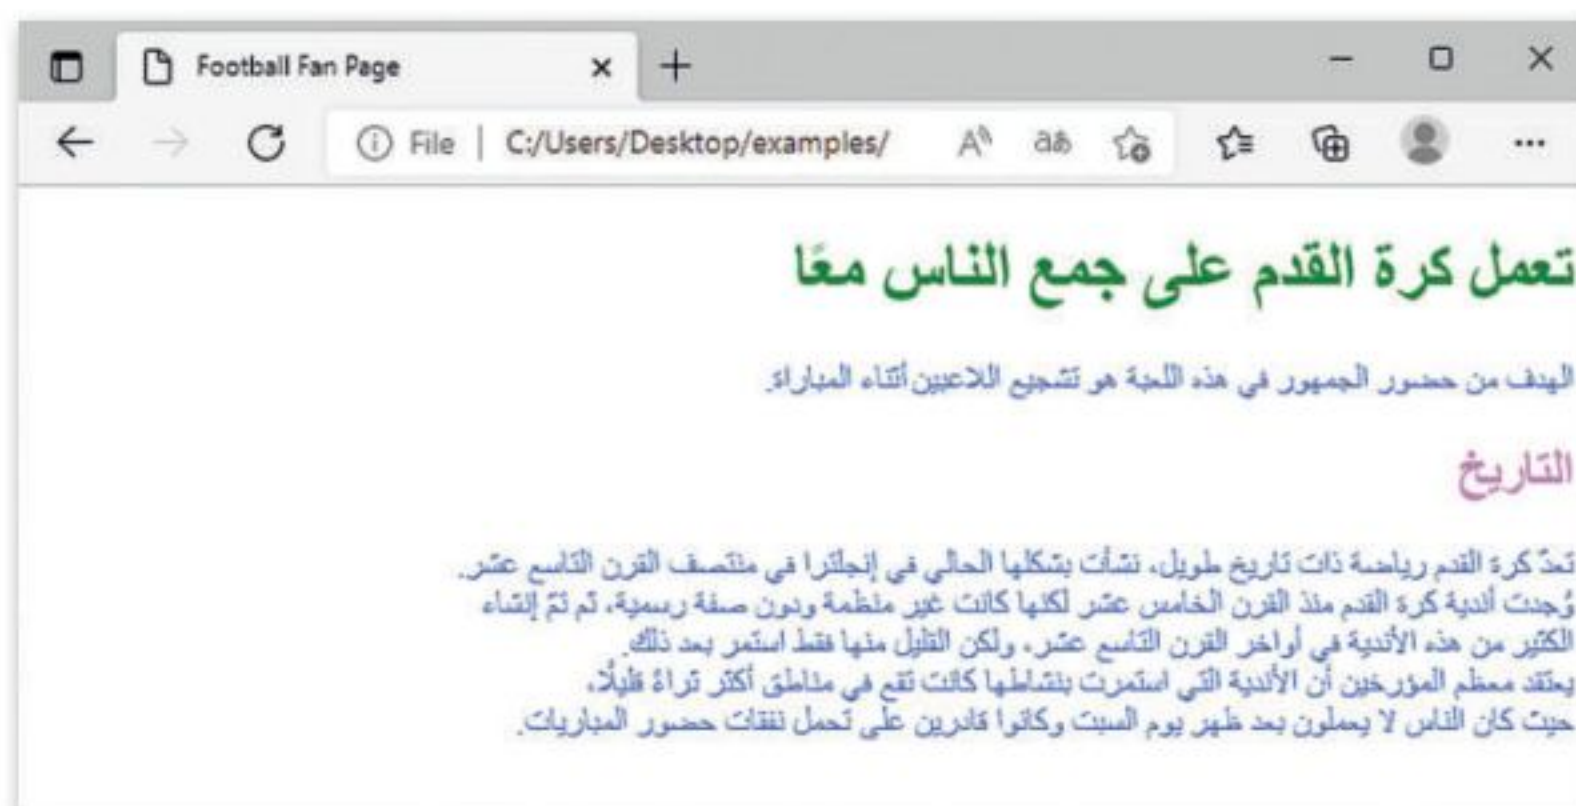 Football Fan Page
File | C:/Users/Desktop/examples/
تعمل كرة القدم على جمع الناس معًا
الهدف من حضور الجمهور في هذه اللعبة هو تشجيع اللاعبين أثناء المباراة.
التاريخ
تعدّ كرة القدم رياضة ذات تاريخ طويل، نشأت بشكلها الحالي في إنجلترا في منتصف القرن التاسع عشر.
وُجدت أندية كرة القدم منذ القرن الخامس عشر لكنها كانت غير منظمة ودون صفة رسمية، ثم تمّ إنشاء
الكثير من هذه الأندية في أواخر القرن التاسع عشر، ولكن القليل منها فقط استمر بعد ذلك.
يعتقد معظم المؤرخين أن الأندية التي استمرت بنشاطها كانت تقع في مناطق أكثر ثراءً قليلًا،
حيث كان الناس لا يعملون بعد ظهر يوم السبت وكانوا قادرين على تحمل نفقات حضور المباريات.